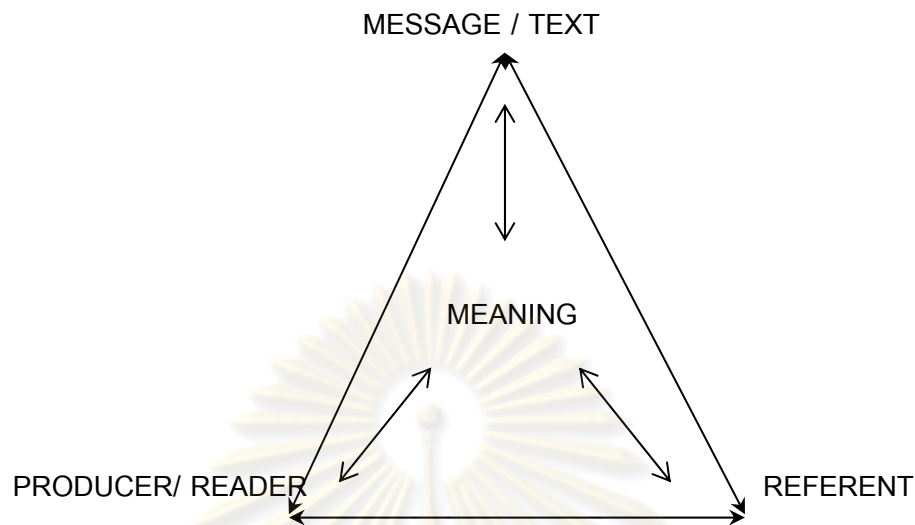 MESSAGE / TEXT
MEANING
PRODUCER/ READER
REFERENT